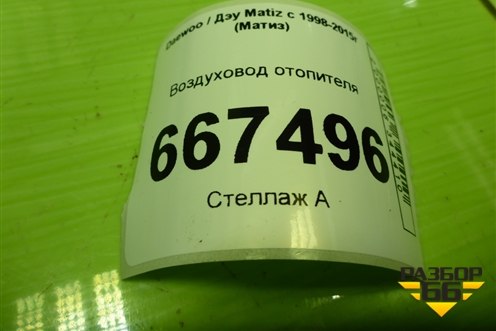 Daewoo / Дэу Matiz с 1998-2015г
(Матиз)
Воздуховод отопителя
667496
Стеллаж А
РАЗБОР
66